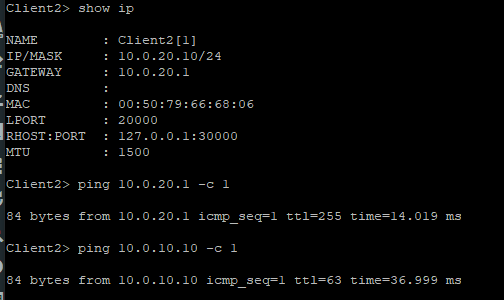 Client2> show ip
NAME        : Client2[1]
IP/MASK     : 10.0.20.10/24
GATEWAY     : 10.0.20.1
DNS         :
MAC         : 00:50:79:66:68:06
LPORT       : 20000
RHOST:PORT  : 127.0.0.1:30000
MTU         : 1500
Client2> ping 10.0.20.1 -c 1
84 bytes from 10.0.20.1 icmp_seq=1 ttl=255 time=14.019 ms
Client2> ping 10.0.10.10 -c 1
84 bytes from 10.0.10.10 icmp_seq=1 ttl=63 time=36.999 ms